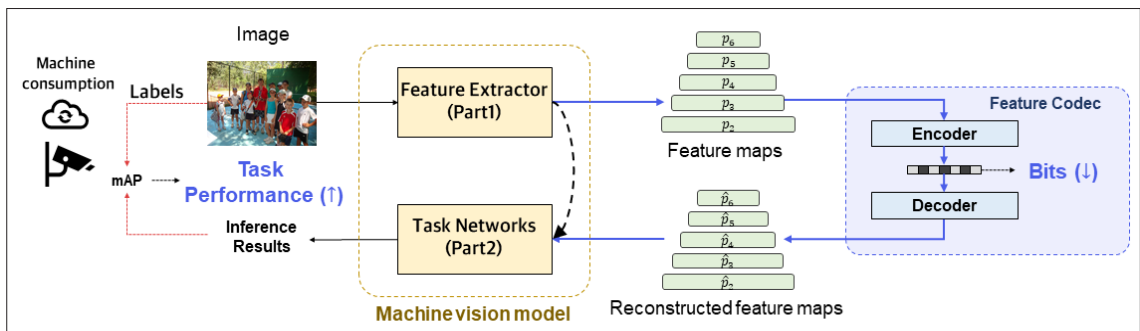 Image
Machine
consumption
Labels
mAP
Task
Performance (↑)
Inference
Results
Feature Extractor
(Part1)
Task Networks
(Part2)
Machine vision model
p₆
p₅
p₄
p₃
p₂
Feature maps
p̂₆
p̂₅
p̂₄
p̂₃
p̂₂
Reconstructed feature maps
Feature Codec
Encoder
Bits (↓)
Decoder